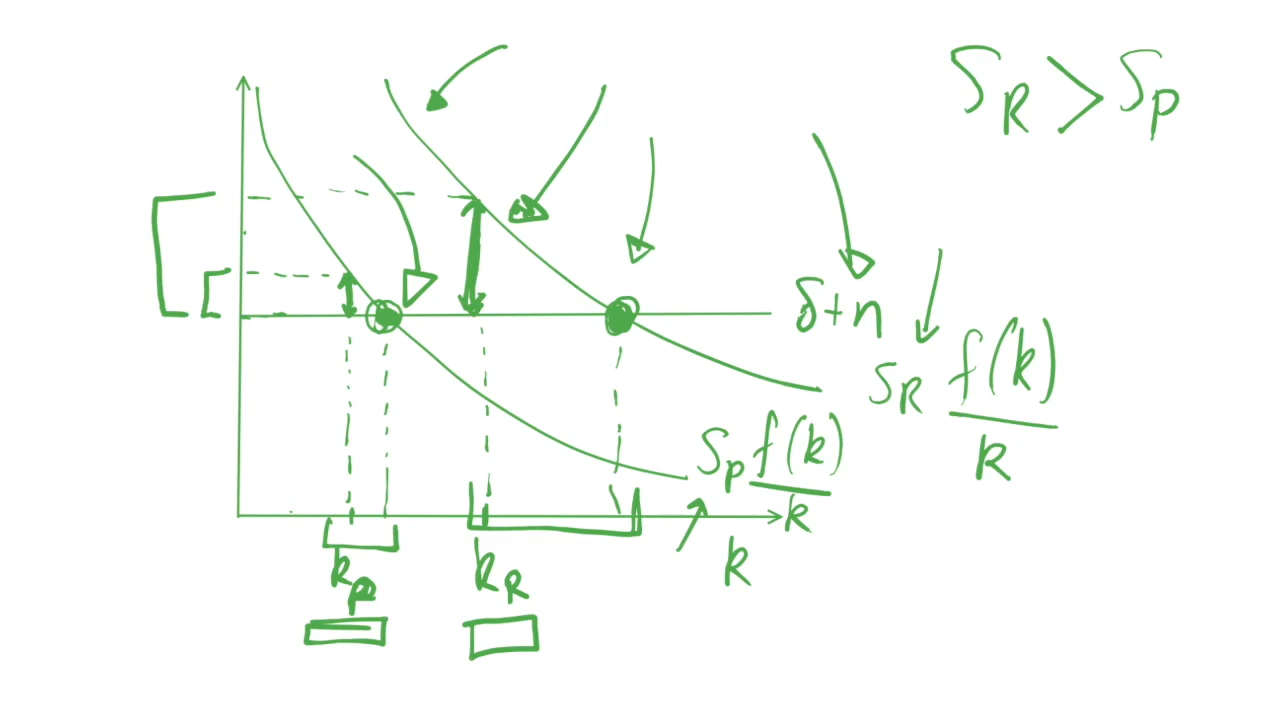 S_R > S_p
δ+n
S_R f(k)/k
S_p f(k)/k
k
k_p
k_R